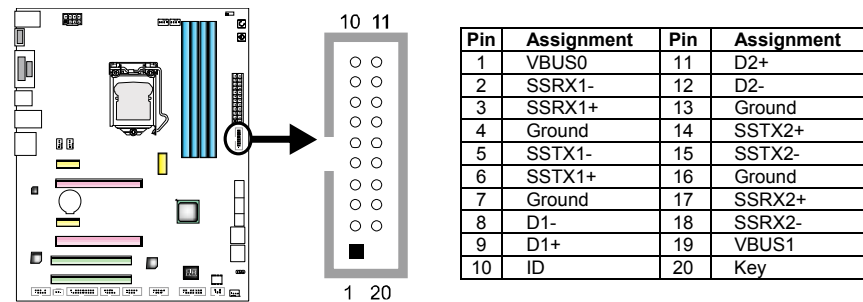 10 11
1 20
Pin Assignment Pin Assignment
1 VBUS0 11 D2+
2 SSRX1- 12 D2-
3 SSRX1+ 13 Ground
4 Ground 14 SSTX2+
5 SSTX1- 15 SSTX2-
6 SSTX1+ 16 Ground
7 Ground 17 SSRX2+
8 D1- 18 SSRX2-
9 D1+ 19 VBUS1
10 ID 20 Key